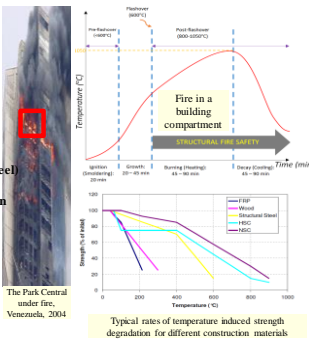 Flashover
(600°C)
Pre-flashover
(<600°C)
Post-flashover
(800-1250°C)
Temperature (°C)
Fire in a
building
compartment
STRUCTURAL FIRE SAFETY
Time (min)
Ignition
(Smoldering):
20 min
Growth:
20 – 45 min
Burning (Heating):
45 – 90 min
Decay (Cooling):
45 – 90 min
eel)
n
The Park Central
under fire,
Venezuela, 2004
Strength (% of Initial)
120
100
80
60
40
20
0
0
200
400
600
800
1000
Temperature (°C)
FRP
Wood
Structural Steel
HSC
NSC
Typical rates of temperature induced strength
degradation for different construction materials